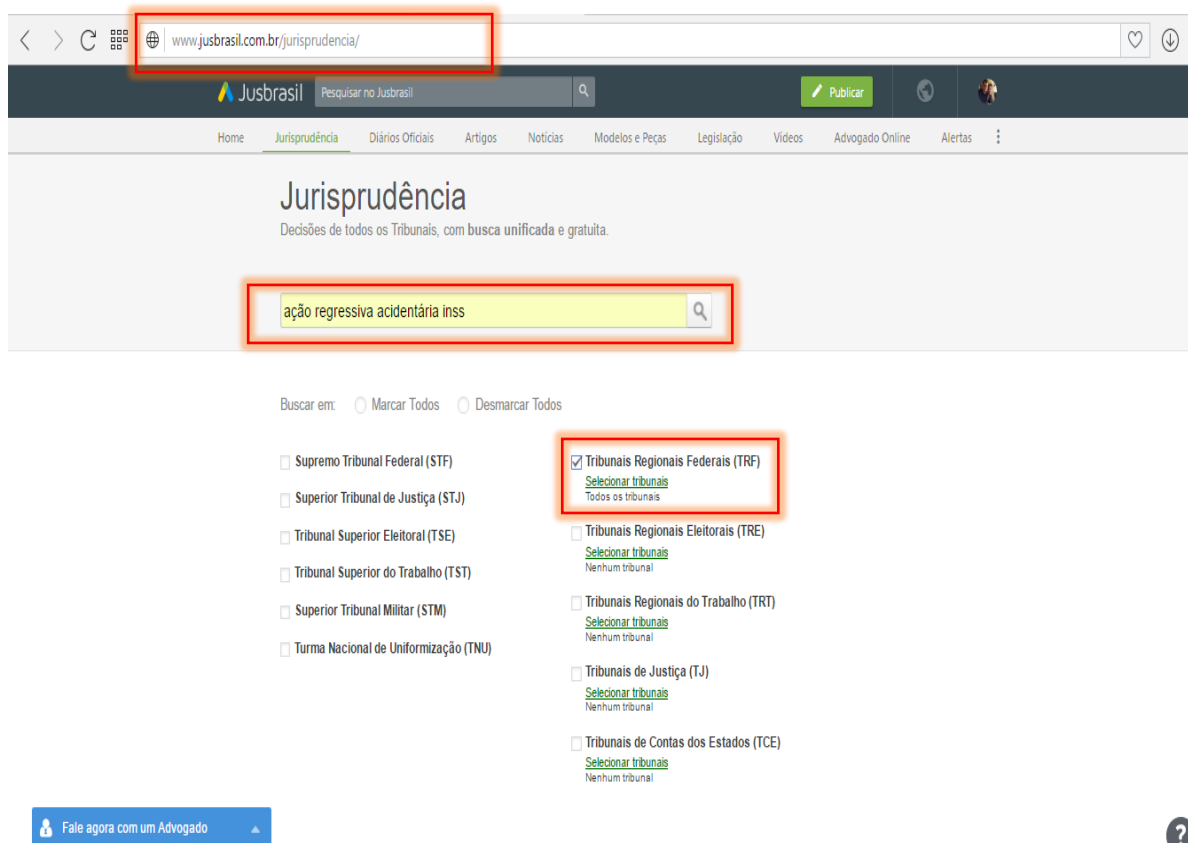 www.jusbrasil.com.br/jurisprudencia/
Jusbrasil Pesquisar no Jusbrasil Publicar
Home Jurisprudência Diários Oficiais Artigos Notícias Modelos e Peças Legislação Vídeos Advogado Online Alertas
Jurisprudência
Decisões de todos os Tribunais, com busca unificada e gratuita.
ação regressiva acidentária inss
Buscar em: Marcar Todos Desmarcar Todos
Supremo Tribunal Federal (STF)
Superior Tribunal de Justiça (STJ)
Tribunal Superior Eleitoral (TSE)
Tribunal Superior do Trabalho (TST)
Superior Tribunal Militar (STM)
Turma Nacional de Uniformização (TNU)
Tribunais Regionais Federais (TRF)
Selecionar tribunais
Todos os tribunais
Tribunais Regionais Eleitorais (TRE)
Selecionar tribunais
Nenhum tribunal
Tribunais Regionais do Trabalho (TRT)
Selecionar tribunais
Nenhum tribunal
Tribunais de Justiça (TJ)
Selecionar tribunais
Nenhum tribunal
Tribunais de Contas dos Estados (TCE)
Selecionar tribunais
Nenhum tribunal
Fale agora com um Advogado
?